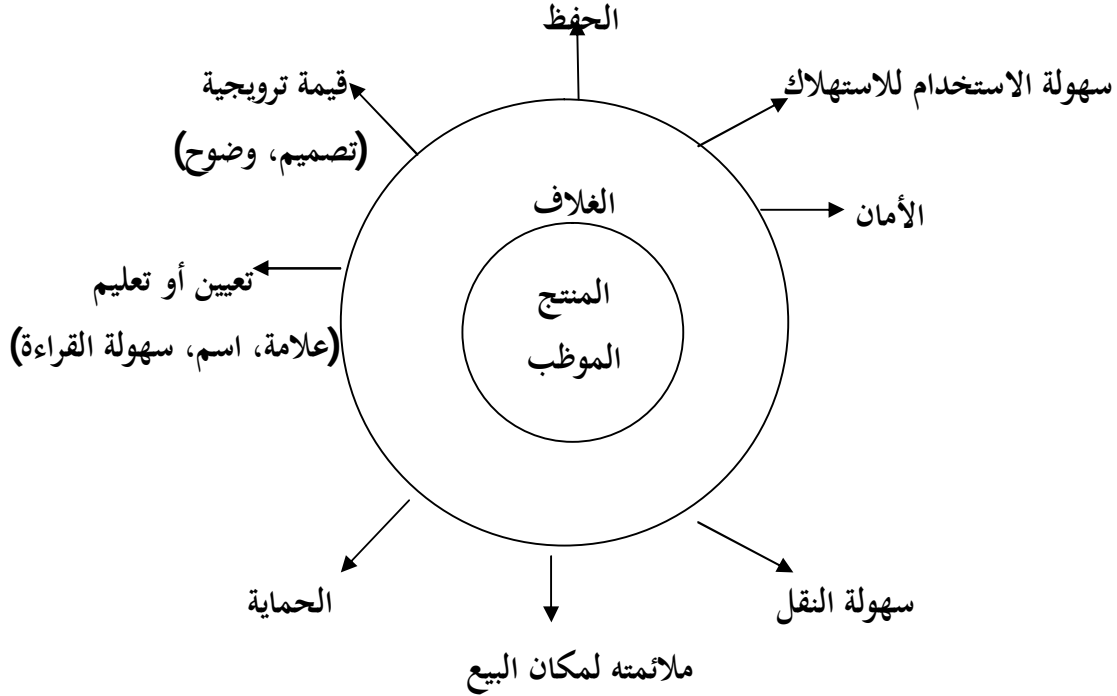 الحفظ
سهولة الاستخدام للاستهلاك
قيمة ترويجية
(تصميم، وضوح)
الغلاف
الأمان
تعيين أو تعليم
(علامة، اسم، سهولة القراءة)
المنتج
الموظب
الحماية
سهولة النقل
ملائمته لمكان البيع